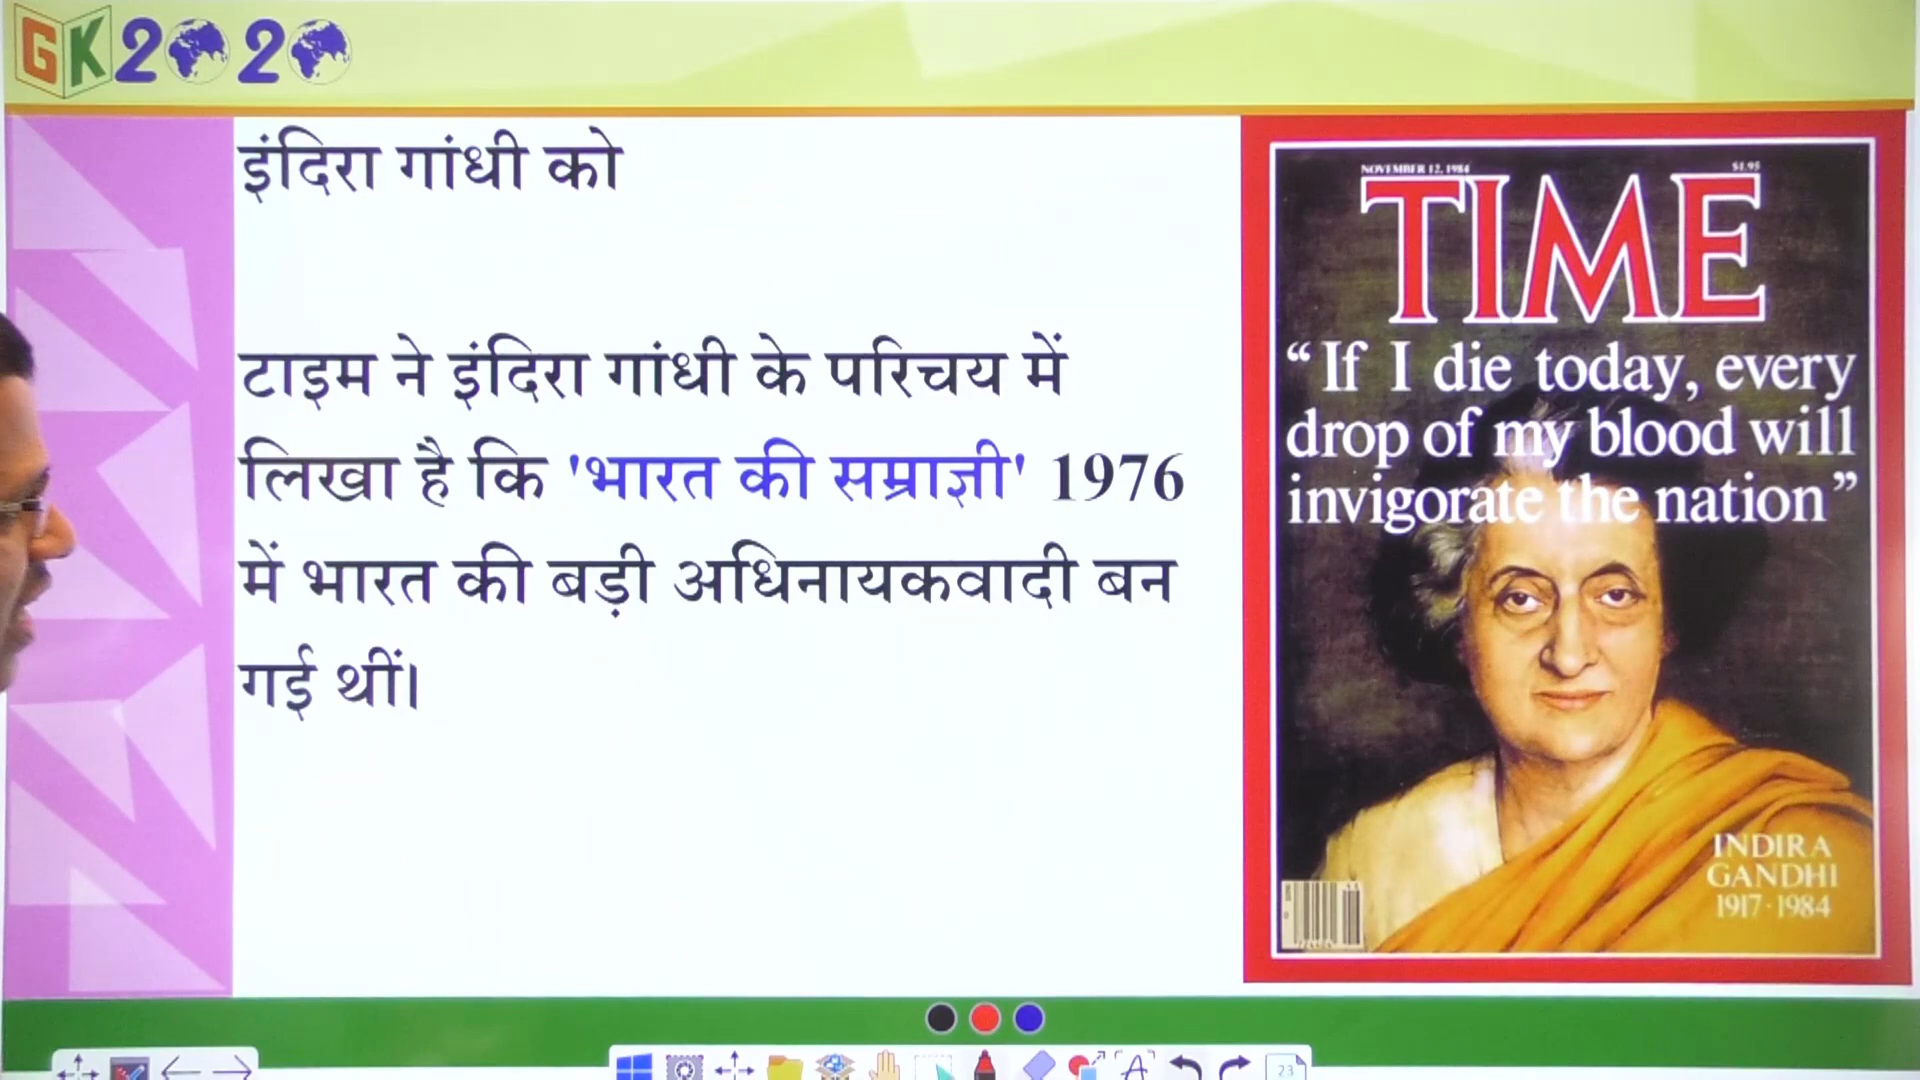 GK2020
इंदिरा गांधी को
टाइम ने इंदिरा गांधी के परिचय में
लिखा है कि 'भारत की सम्राज्ञी' 1976
में भारत की बड़ी अधिनायकवादी बन
गई थीं।
NOVEMBER 12, 1984 $1.95
TIME
“If I die today, every
drop of my blood will
invigorate the nation”
INDIRA
GANDHI
1917·1984
23